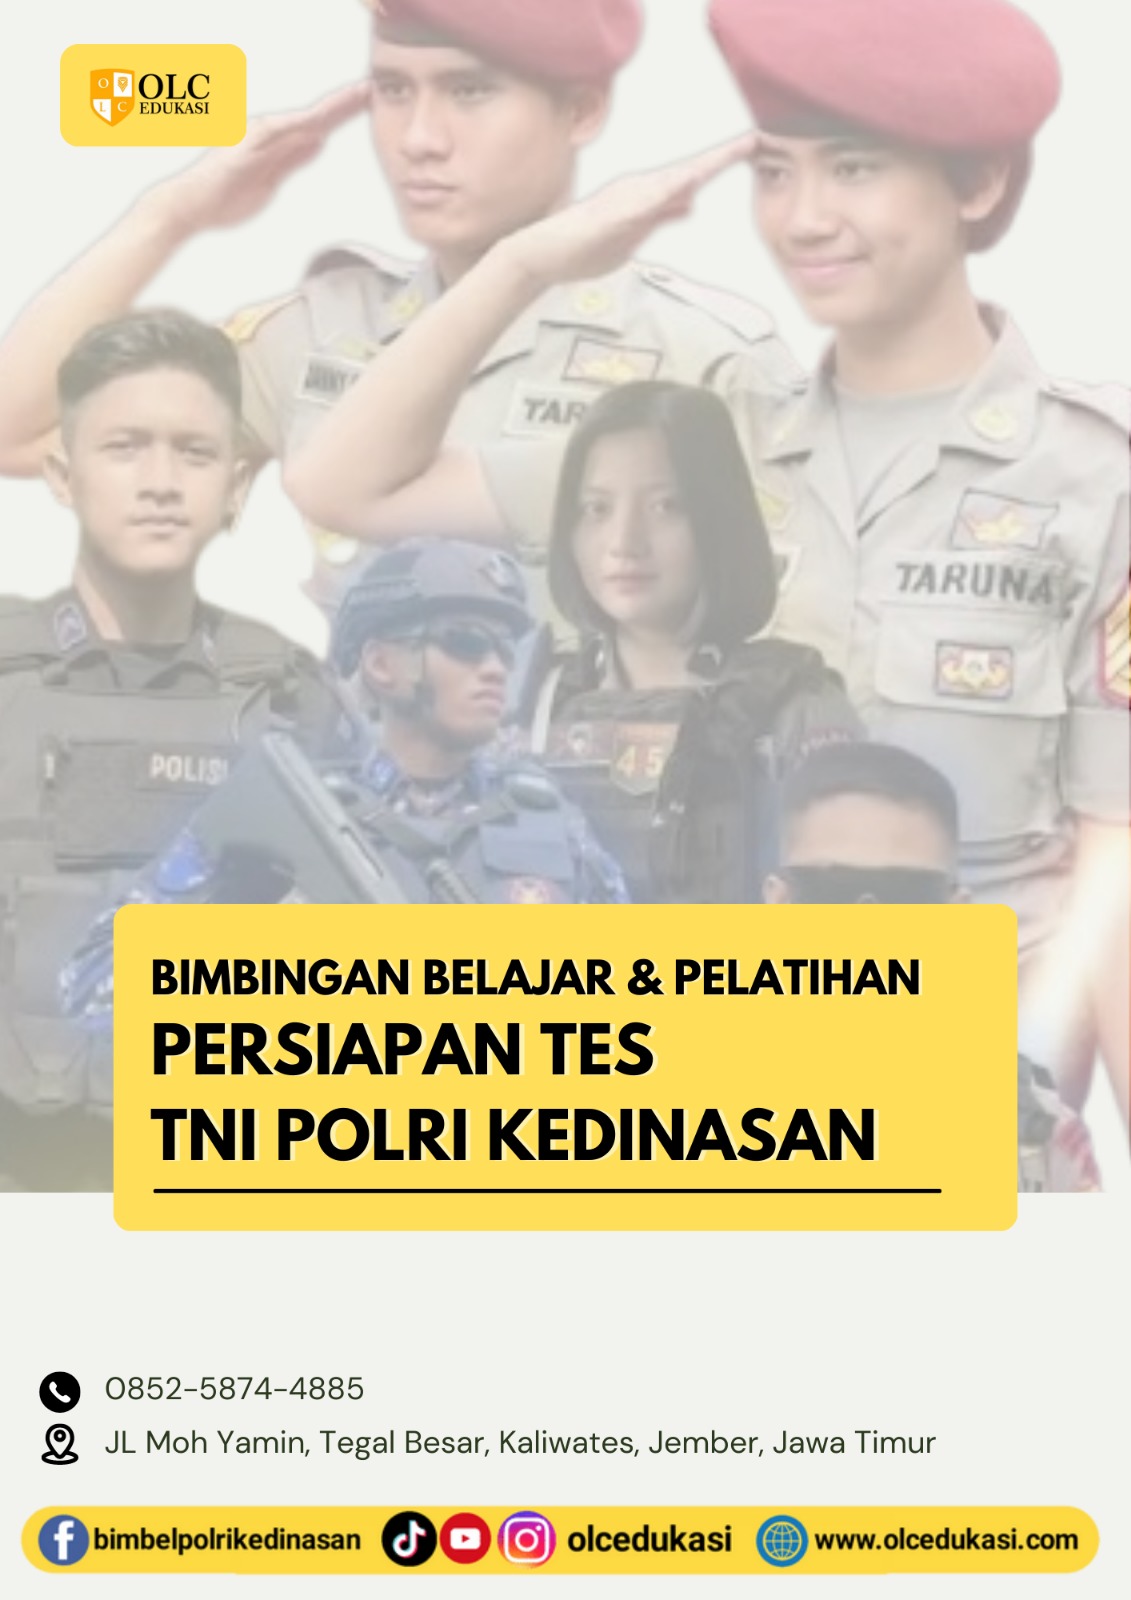 OLC
EDUKASI
O
L C
TARUNA
POLISI
45
BIMBINGAN BELAJAR & PELATIHAN
PERSIAPAN TES
TNI POLRI KEDINASAN
0852-5874-4885
JL Moh Yamin, Tegal Besar, Kaliwates, Jember, Jawa Timur
bimbelpolrikedinasan
olcedukasi
www.olcedukasi.com